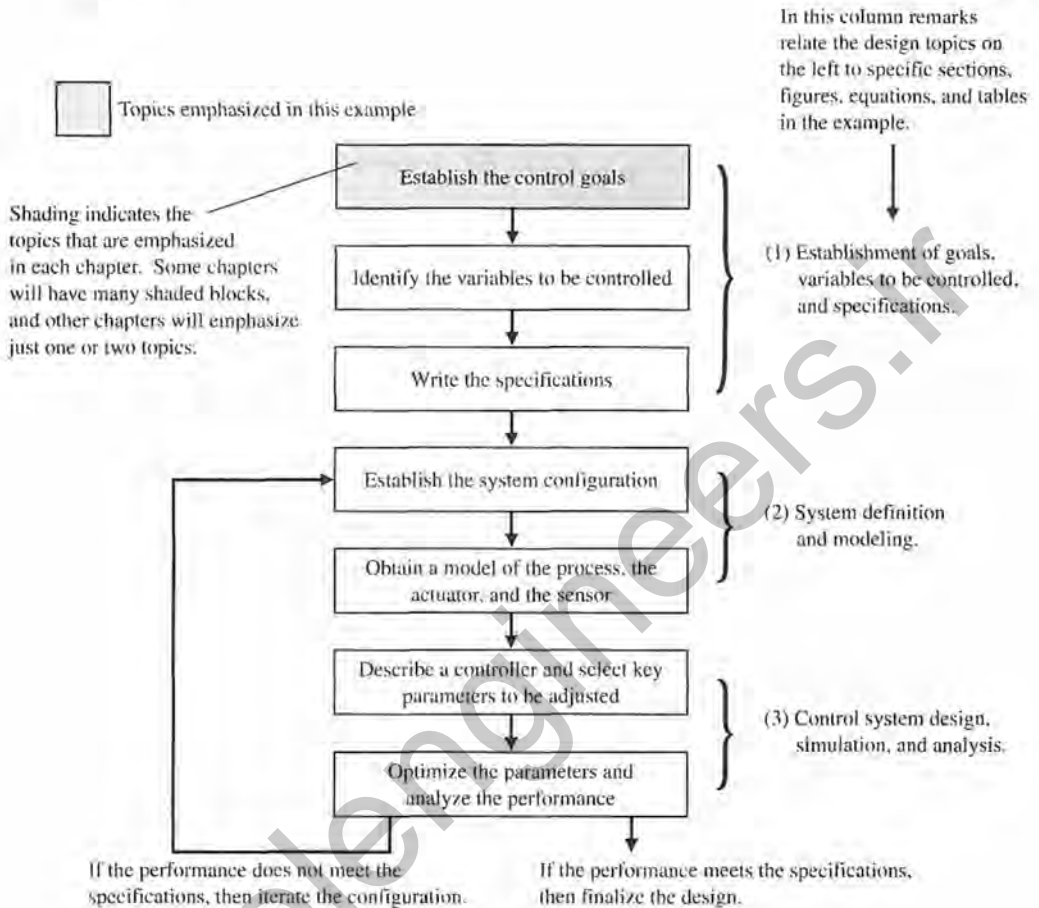 In this column remarks
relate the design topics on
the left to specific sections,
figures, equations, and tables
in the example.
Topics emphasized in this example
Establish the control goals
Shading indicates the
topics that are emphasized
in each chapter. Some chapters
will have many shaded blocks,
and other chapters will emphasize
just one or two topics.
Identify the variables to be controlled
(1) Establishment of goals,
variables to be controlled,
and specifications.
Write the specifications
Establish the system configuration
(2) System definition
and modeling.
Obtain a model of the process, the
actuator, and the sensor
Describe a controller and select key
parameters to be adjusted
(3) Control system design,
simulation, and analysis.
Optimize the parameters and
analyze the performance
If the performance does not meet the
specifications, then iterate the configuration.
If the performance meets the specifications,
then finalize the design.